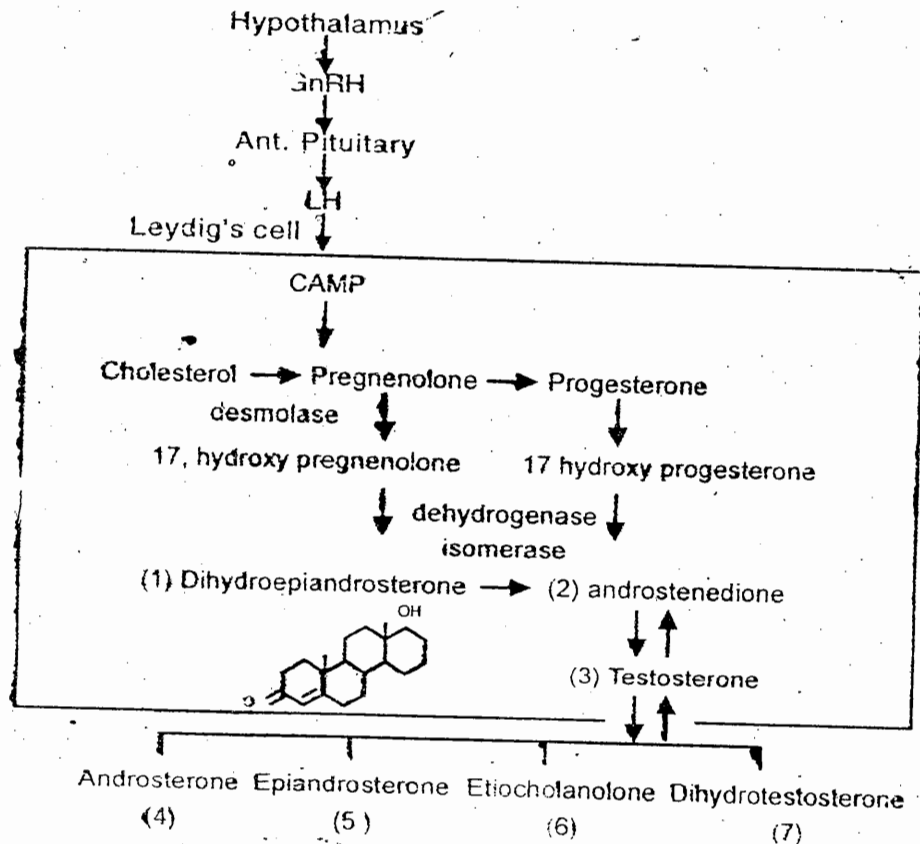 Hypothalamus
GnRH
Ant. Pituitary
LH
Leydig's cell
CAMP
Cholesterol Pregnenolone Progesterone
desmolase
17, hydroxy pregnenolone 17 hydroxy progesterone
dehydrogenase
isomerase
(1) Dihydroepiandrosterone (2) androstenedione
OH
(3) Testosterone
O
Androsterone Epiandrosterone Etiocholanolone Dihydrotestosterone
(4) (5) (6) (7)